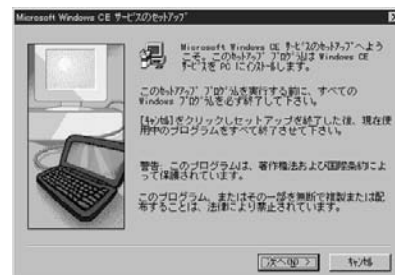 Microsoft Windows CE ｻｰﾋﾞｽのｾｯﾄｱｯﾌﾟ
Microsoft Windows CE ｻｰﾋﾞｽのｾｯﾄｱｯﾌﾟへよう
こそ。このｾｯﾄｱｯﾌﾟ ﾌﾟﾛｸﾞﾗﾑは Windows CE
ｻｰﾋﾞｽを PC にｲﾝｽﾄｰﾙします。
このｾｯﾄｱｯﾌﾟ ﾌﾟﾛｸﾞﾗﾑを実行する前に、すべての
Windows ﾌﾟﾛｸﾞﾗﾑを必ず終了して下さい。
[ｷｬﾝｾﾙ]をクリックしセットアップを終了した後、現在使
用中のプログラムをすべて終了させて下さい。
警告: このプログラムは、著作権法および国際条約によ
って保護されています。
このプログラム、またはその一部を無断で複製または配
布することは、法律により禁止されています。
次へ(N) >
ｷｬﾝｾﾙ